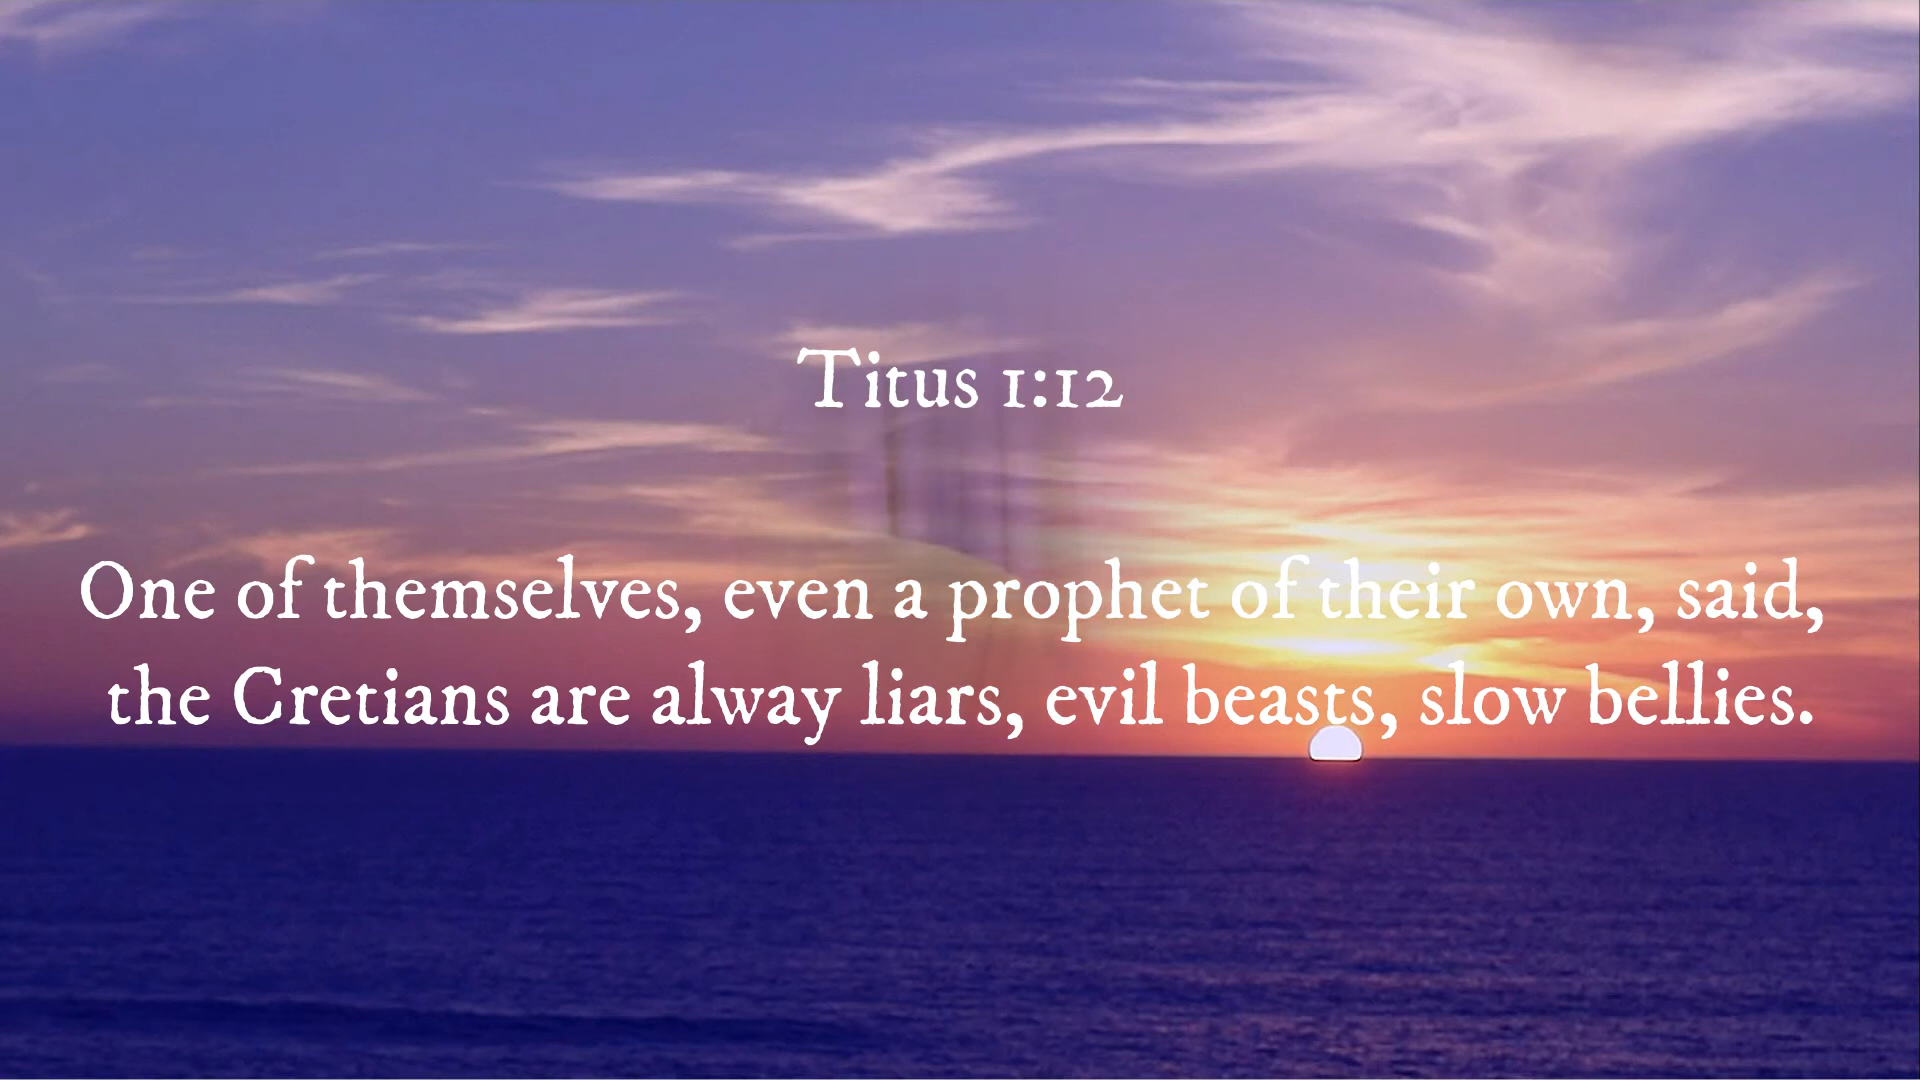 Titus 1:12
One of themselves, even a prophet of their own, said,
the Cretians are alway liars, evil beasts, slow bellies.